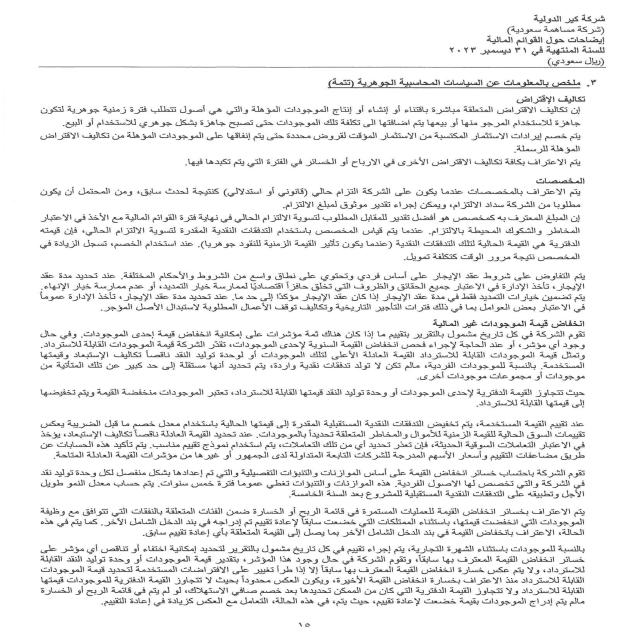 شركة كير الدولية
(شركة مساهمة سعودية)
إيضاحات حول القوائم المالية
للسنة المنتهية في ٣١ ديسمبر ٢٠٢٣
(ريال سعودي)
٣. ملخص بالمعلومات عن السياسات المحاسبية الجوهرية (تتمة)
تكاليف الإقتراض
إن تكاليف الاقتراض المتعلقة مباشرة باقتناء أو إنشاء أو إنتاج الموجودات المؤهلة والتي هي أصول تتطلب فترة زمنية جوهرية لتكون
جاهزة للاستخدام المرجو منها أو بيعها يتم اضافتها الى تكلفة تلك الموجودات حتى تصبح جاهزة بشكل جوهري للاستخدام أو البيع.
يتم خصم إيرادات الاستثمار المكتسبة من الاستثمار المؤقت لقروض محددة حتى يتم إنفاقها على الموجودات المؤهلة من تكاليف الاقتراض
المؤهلة للرسملة.
يتم الاعتراف بكافة تكاليف الاقتراض الأخرى في الارباح أو الخسائر في الفترة التي يتم تكبدها فيها.
المخصصات
يتم الاعتراف بالمخصصات عندما يكون على الشركة التزام حالي (قانوني أو استدلالي) كنتيجة لحدث سابق، ومن المحتمل أن يكون
مطلوبا من الشركة سداد الالتزام، ويمكن إجراء تقدير موثوق لمبلغ الالتزام.
إن المبلغ المعترف به كمخصص هو أفضل تقدير للمقابل المطلوب لتسوية الالتزام الحالي في نهاية فترة القوائم المالية مع الأخذ في الاعتبار
المخاطر والشكوك المحيطة بالالتزام. عندما يتم قياس المخصص باستخدام التدفقات النقدية المقدرة لتسوية الالتزام الحالي، فإن قيمته
الدفترية هي القيمة الحالية لتلك التدفقات النقدية (عندما يكون تأثير القيمة الزمنية للنقود جوهريا). عند استخدام الخصم، تسجل الزيادة في
المخصص نتيجة مرور الوقت كتكلفة تمويل.
يتم التفاوض على شروط عقد الإيجار على أساس فردي وتحتوي على نطاق واسع من الشروط والأحكام المختلفة. عند تحديد مدة عقد
الإيجار، تأخذ الإدارة في الاعتبار جميع الحقائق والظروف التي تخلق حافزاً اقتصادياً لممارسة خيار التمديد، أو عدم ممارسة خيار الإنهاء.
يتم تضمين خيارات التمديد فقط في مدة عقد الإيجار إذا كان عقد الإيجار مؤكدًا إلى حد ما. عند تحديد مدة عقد الإيجار، تأخذ الإدارة عموماً
في الاعتبار بعض العوامل بما في ذلك فترات التأجير التاريخية وتكاليف توقف الأعمال المطلوبة لاستبدال الأصل المؤجر.
انخفاض قيمة الموجودات غير المالية
تقوم الشركة في كل تاريخ مشمول بالتقرير بتقييم ما إذا كان هناك ثمة مؤشرات على إمكانية انخفاض قيمة إحدى الموجودات. وفي حال
وجود أي مؤشر، أو عند الحاجة لإجراء فحص انخفاض القيمة السنوية لإحدى الموجودات، تقدّر الشركة قيمة الموجودات القابلة للاسترداد.
وتمثل قيمة الموجودات القابلة للاسترداد القيمة العادلة الأعلى لتلك الموجودات أو لوحدة توليد النقد ناقصاً تكاليف الإستبعاد وقيمتها
المستخدمة. بالنسبة للموجودات الفردية، مالم تكن لا تولد تدفقات نقدية واردة، يتم تحديد أنها مستقلة إلى حد كبير عن تلك المتأتية من
موجودات أو مجموعات موجودات أخرى.
حيث تتجاوز القيمة الدفترية لإحدى الموجودات أو وحدة توليد النقد قيمتها القابلة للاسترداد، تعتبر الموجودات منخفضة القيمة ويتم تخفيضها
إلى قيمتها القابلة للاسترداد.
عند تقييم القيمة المستخدمة، يتم تخفيض التدفقات النقدية المستقبلية المقدرة إلى قيمتها الحالية باستخدام معدل خصم ما قبل الضريبة يعكس
تقييمات السوق الحالية للقيمة الزمنية للأموال والمخاطر المتعلقة تحديداً بالموجودات. عند تحديد القيمة العادلة ناقصاً تكاليف الإستبعاد، يؤخذ
في الاعتبار التعاملات السوقية الحديثة، فإن تعذر تحديد أي من تلك التعاملات، يتم استخدام نموذج تقييم مناسب. يتم تأكيد هذه الحسابات عن
طريق مضاعفات التقييم وأسعار الأسهم المدرجة للشركات التابعة المتداولة لدى الجمهور أو غيرها من مؤشرات القيمة العادلة المتاحة.
تقوم الشركة باحتساب خسائر انخفاض القيمة على أساس الموازنات والتنبؤات التفصيلية والتي تم إعدادها بشكل منفصل لكل وحدة توليد نقد
في الشركة والتي تخصص لها الاصول الفردية. هذه الموازنات والتنبؤات تغطي عموما فترة خمس سنوات. يتم حساب معدل النمو طويل
الأجل وتطبيقه على التدفقات النقدية المستقبلية للمشروع بعد السنة الخامسة.
يتم الاعتراف بخسائر انخفاض القيمة للعمليات المستمرة في قائمة الربح أو الخسارة ضمن الفئات المتعلقة بالنفقات التي تتوافق مع وظيفة
الموجودات التي انخفضت قيمتها، باستثناء الممتلكات التي خضعت سابقاً لإعادة تقييم تم إدراجه في بند الدخل الشامل الآخر. كما يتم في هذه
الحالة، الاعتراف بانخفاض القيمة في بند الدخل الشامل الآخر بما يصل إلى القيمة المتعلقة بأي إعادة تقييم سابق.
بالنسبة للموجودات باستثناء الشهرة التجارية، يتم إجراء تقييم في كل تاريخ مشمول بالتقرير لتحديد إمكانية اختفاء أو تناقص أي مؤشر على
خسائر انخفاض القيمة المعترف بها سابقاً، وتقوم الشركة في حال وجود هذا المؤشر، بتقدير قيمة الموجودات أو وحدة توليد النقد القابلة
للاسترداد، ولا يتم عكس خسارة انخفاض القيمة المعترف بها سابقاً إلا إذا طرأ تغيير على الافتراضات المستخدمة لتحديد قيمة الموجودات
القابلة للاسترداد منذ الاعتراف بخسارة انخفاض القيمة الأخيرة، ويكون العكس محدوداً بحيث لا تتجاوز القيمة الدفترية للموجودات قيمتها
القابلة للاسترداد ولا تتجاوز القيمة الدفترية التي كان من الممكن تحديدها بعد خصم صافي الاستهلاك، لو لم يتم في قائمة الربح أو الخسارة
مالم يتم إدراج الموجودات بقيمة خضعت لإعادة تقييم، حيث يتم، في هذه الحالة، التعامل مع العكس كزيادة في إعادة التقييم.
١٥